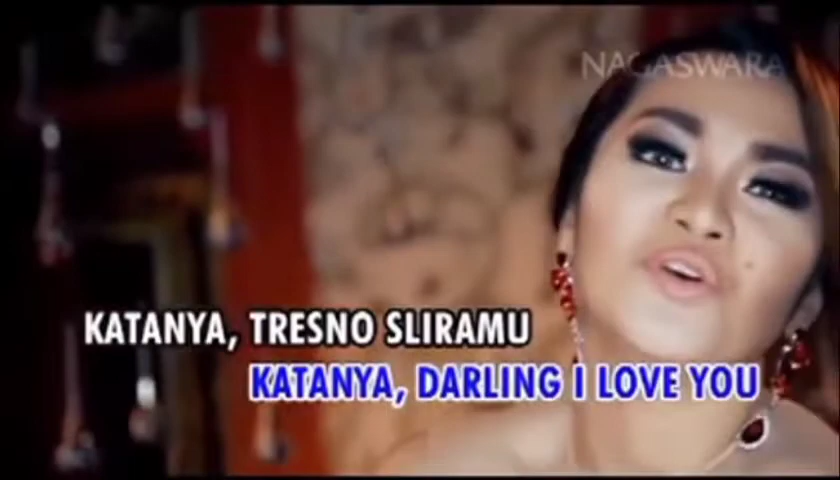 NAGASWARA
KATANYA, TRESNO SLIRAMU
KATANYA, DARLING I LOVE YOU